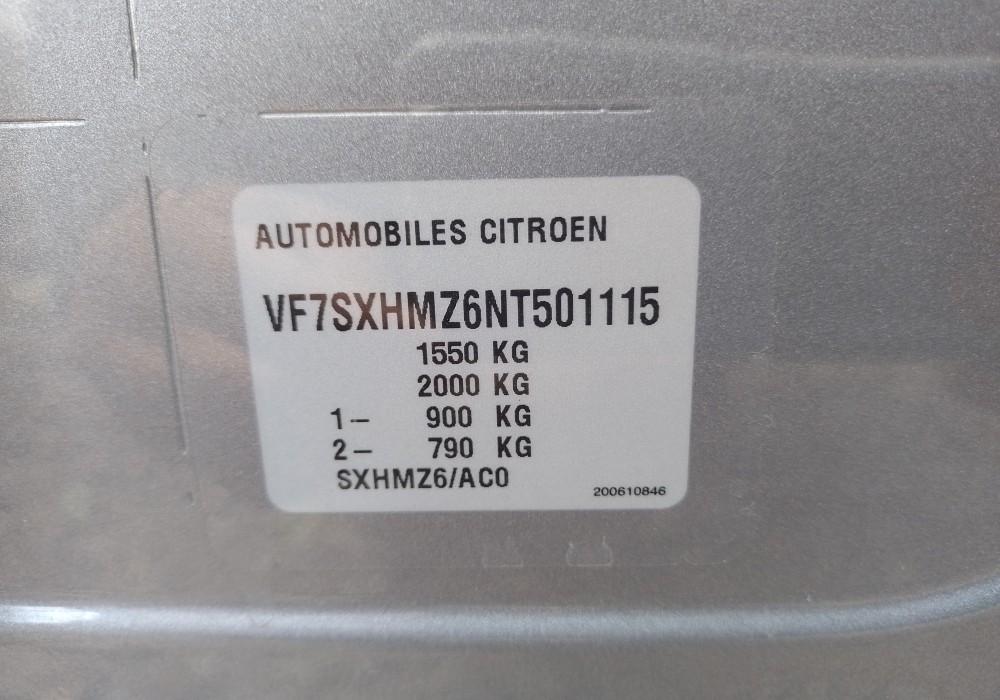 AUTOMOBILES CITROEN
VF7SXHMZ6NT501115
1550 KG
2000 KG
1- 900 KG
2- 790 KG
SXHMZ6/AC0
200610846